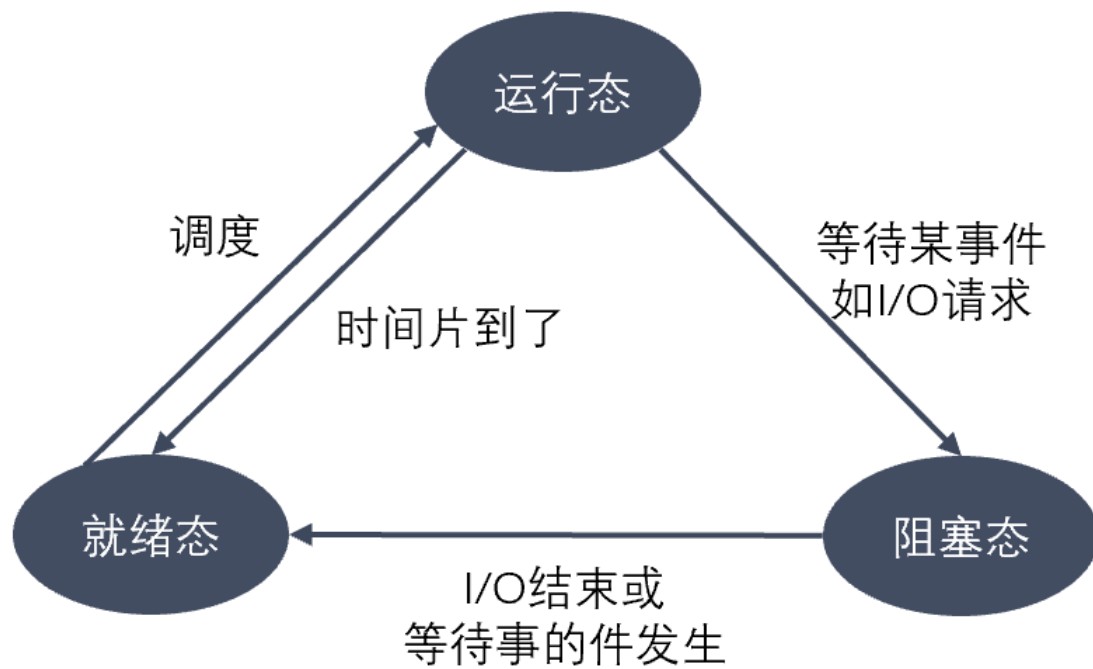 运行态
调度
等待某事件
如I/O请求
时间片到了
就绪态
阻塞态
I/O结束或
等待事的件发生